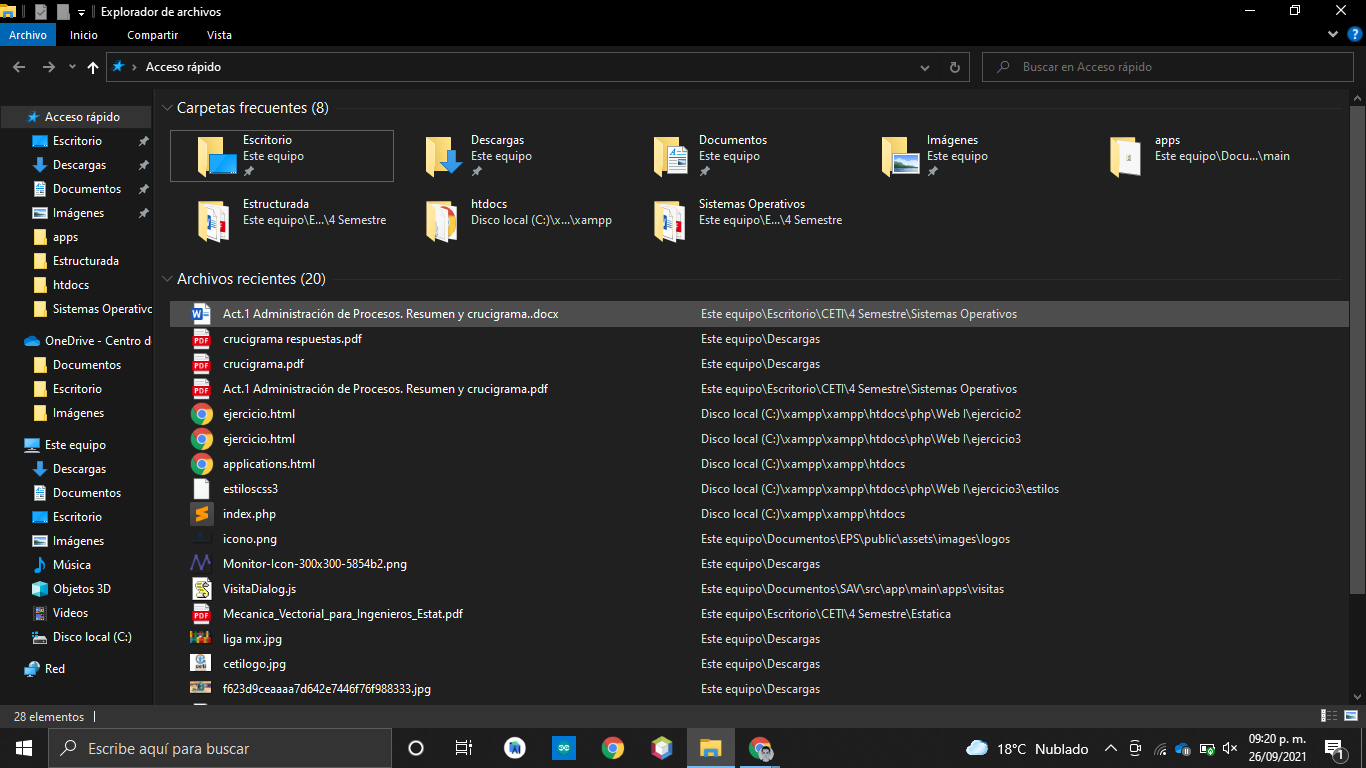 Explorador de archivos
Archivo Inicio Compartir Vista
Acceso rápido
Buscar en Acceso rápido
Acceso rápido
Escritorio
Descargas
Documentos
Imágenes
apps
Estructurada
htdocs
Sistemas Operativo
OneDrive - Centro d
Documentos
Escritorio
Imágenes
Este equipo
Descargas
Documentos
Escritorio
Imágenes
Música
Objetos 3D
Videos
Disco local (C:)
Red
Carpetas frecuentes (8)
Escritorio
Este equipo
Descargas
Este equipo
Documentos
Este equipo
Imágenes
Este equipo
apps
Este equipo\Docu...\main
Estructurada
Este equipo\E...\4 Semestre
htdocs
Disco local (C:)\x...\xampp
Sistemas Operativos
Este equipo\E...\4 Semestre
Archivos recientes (20)
Act.1 Administración de Procesos. Resumen y crucigrama..docx Este equipo\Escritorio\CETI\4 Semestre\Sistemas Operativos
crucigrama respuestas.pdf Este equipo\Descargas
crucigrama.pdf Este equipo\Descargas
Act.1 Administración de Procesos. Resumen y crucigrama.pdf Este equipo\Escritorio\CETI\4 Semestre\Sistemas Operativos
ejercicio.html Disco local (C:)\xampp\xampp\htdocs\php\Web I\ejercicio2
ejercicio.html Disco local (C:)\xampp\xampp\htdocs\php\Web I\ejercicio3
applications.html Disco local (C:)\xampp\xampp\htdocs
estiloscss3 Disco local (C:)\xampp\xampp\htdocs\php\Web I\ejercicio3\estilos
index.php Disco local (C:)\xampp\xampp\htdocs
icono.png Este equipo\Documentos\EPS\public\assets\images\logos
Monitor-Icon-300x300-5854b2.png Este equipo\Descargas
VisitaDialog.js Este equipo\Documentos\SAV\src\app\main\apps\visitas
Mecanica_Vectorial_para_Ingenieros_Estat.pdf Este equipo\Escritorio\CETI\4 Semestre\Estatica
liga mx.jpg Este equipo\Descargas
cetilogo.jpg Este equipo\Descargas
f623d9ceaaaa7d642e7446f76f988333.jpg Este equipo\Descargas
28 elementos
Escribe aquí para buscar
18°C Nublado
09:20 p. m.
26/09/2021
1